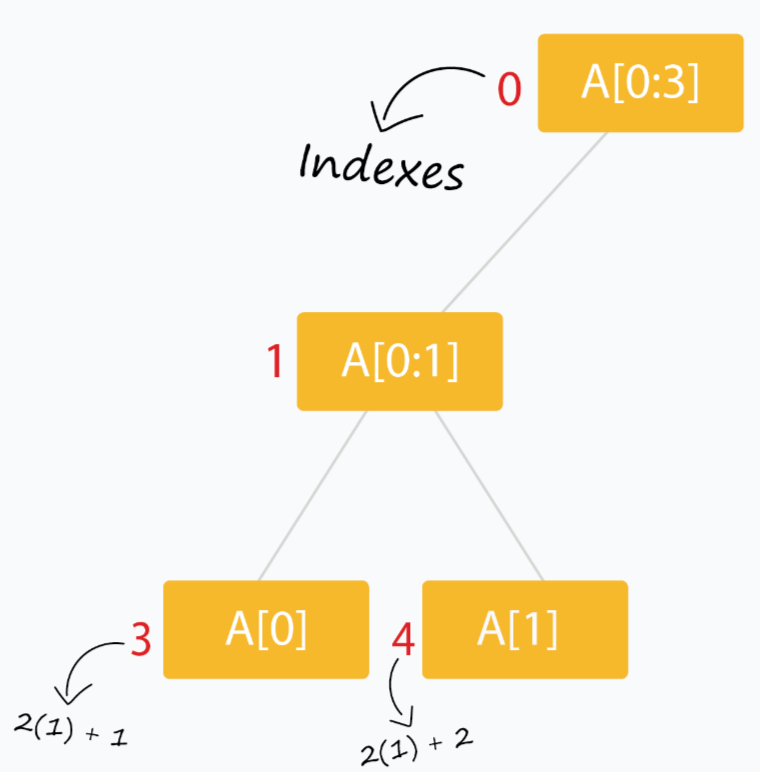 0 A[0:3]
Indexes
1 A[0:1]
3 A[0] 4 A[1]
2(1) + 1
2(1) + 2